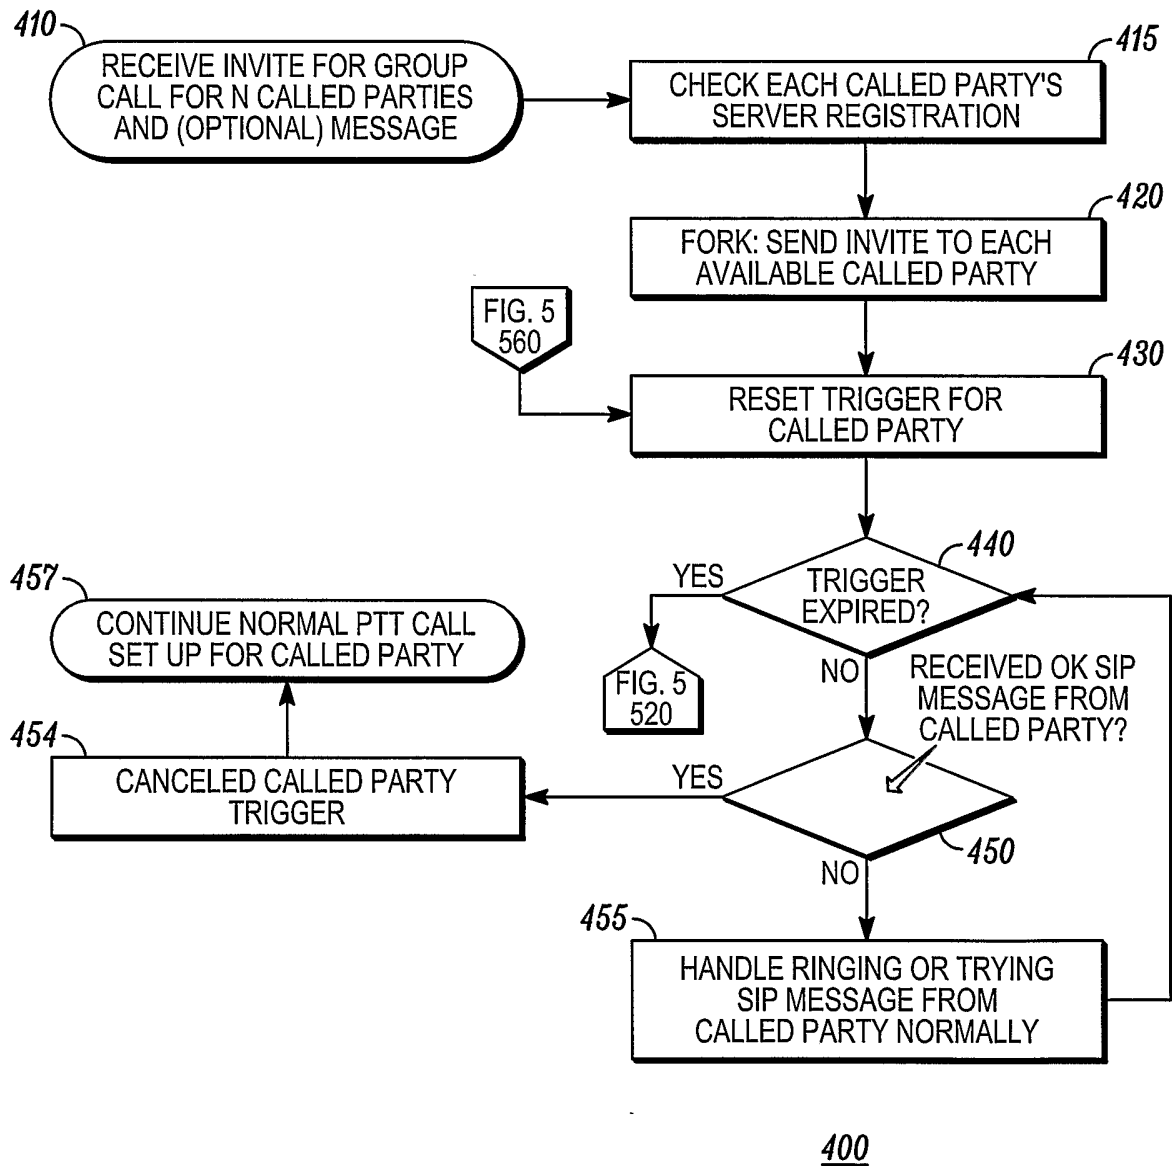 410
RECEIVE INVITE FOR GROUP
CALL FOR N CALLED PARTIES
AND (OPTIONAL) MESSAGE
415
CHECK EACH CALLED PARTY'S
SERVER REGISTRATION
420
FORK: SEND INVITE TO EACH
AVAILABLE CALLED PARTY
FIG. 5
560
430
RESET TRIGGER FOR
CALLED PARTY
440
TRIGGER
EXPIRED?
YES
NO
FIG. 5
520
457
CONTINUE NORMAL PTT CALL
SET UP FOR CALLED PARTY
RECEIVED OK SIP
MESSAGE FROM
CALLED PARTY?
454
CANCELED CALLED PARTY
TRIGGER
YES
450
NO
455
HANDLE RINGING OR TRYING
SIP MESSAGE FROM
CALLED PARTY NORMALLY
400